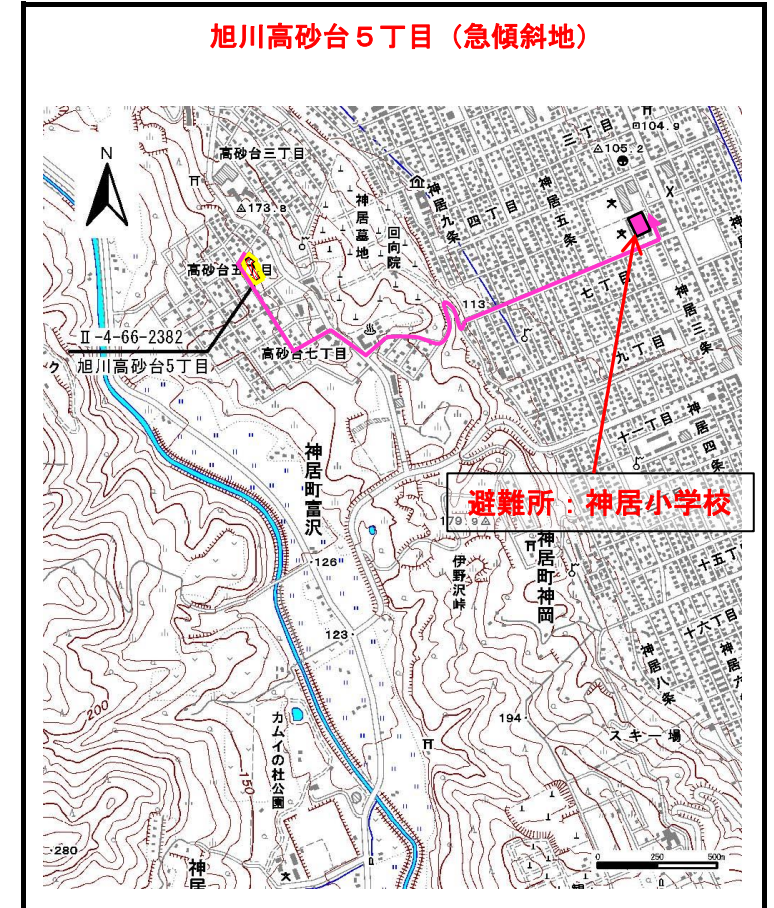 旭川高砂台５丁目（急傾斜地）
三丁目
104.9
105.2
高砂台三丁目
N
173.8
神居墓地
回向院
神居九条
四丁目
神居五条
高砂台五丁目
七丁目
113
神居三条
Ⅱ-4-66-2382
旭川高砂台5丁目
高砂台七丁目
九丁目
十一丁目
神居四条
神居町富沢
避難所：神居小学校
179.9
126
伊野沢峠
神居町神岡
十五丁
十六丁目
123
神居八条
200
194
スキー場
カムイの杜公園
150
280
神居
0 250 500m